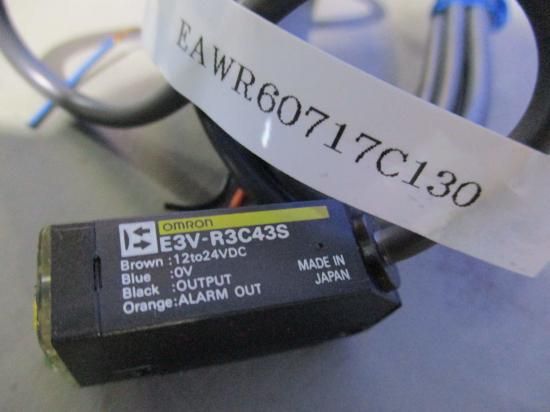 EAWR60717C130
OMRON
E3V-R3C43S
Brown :12to24VDC
Blue :0V
Black :OUTPUT
Orange:ALARM OUT
MADE IN
JAPAN